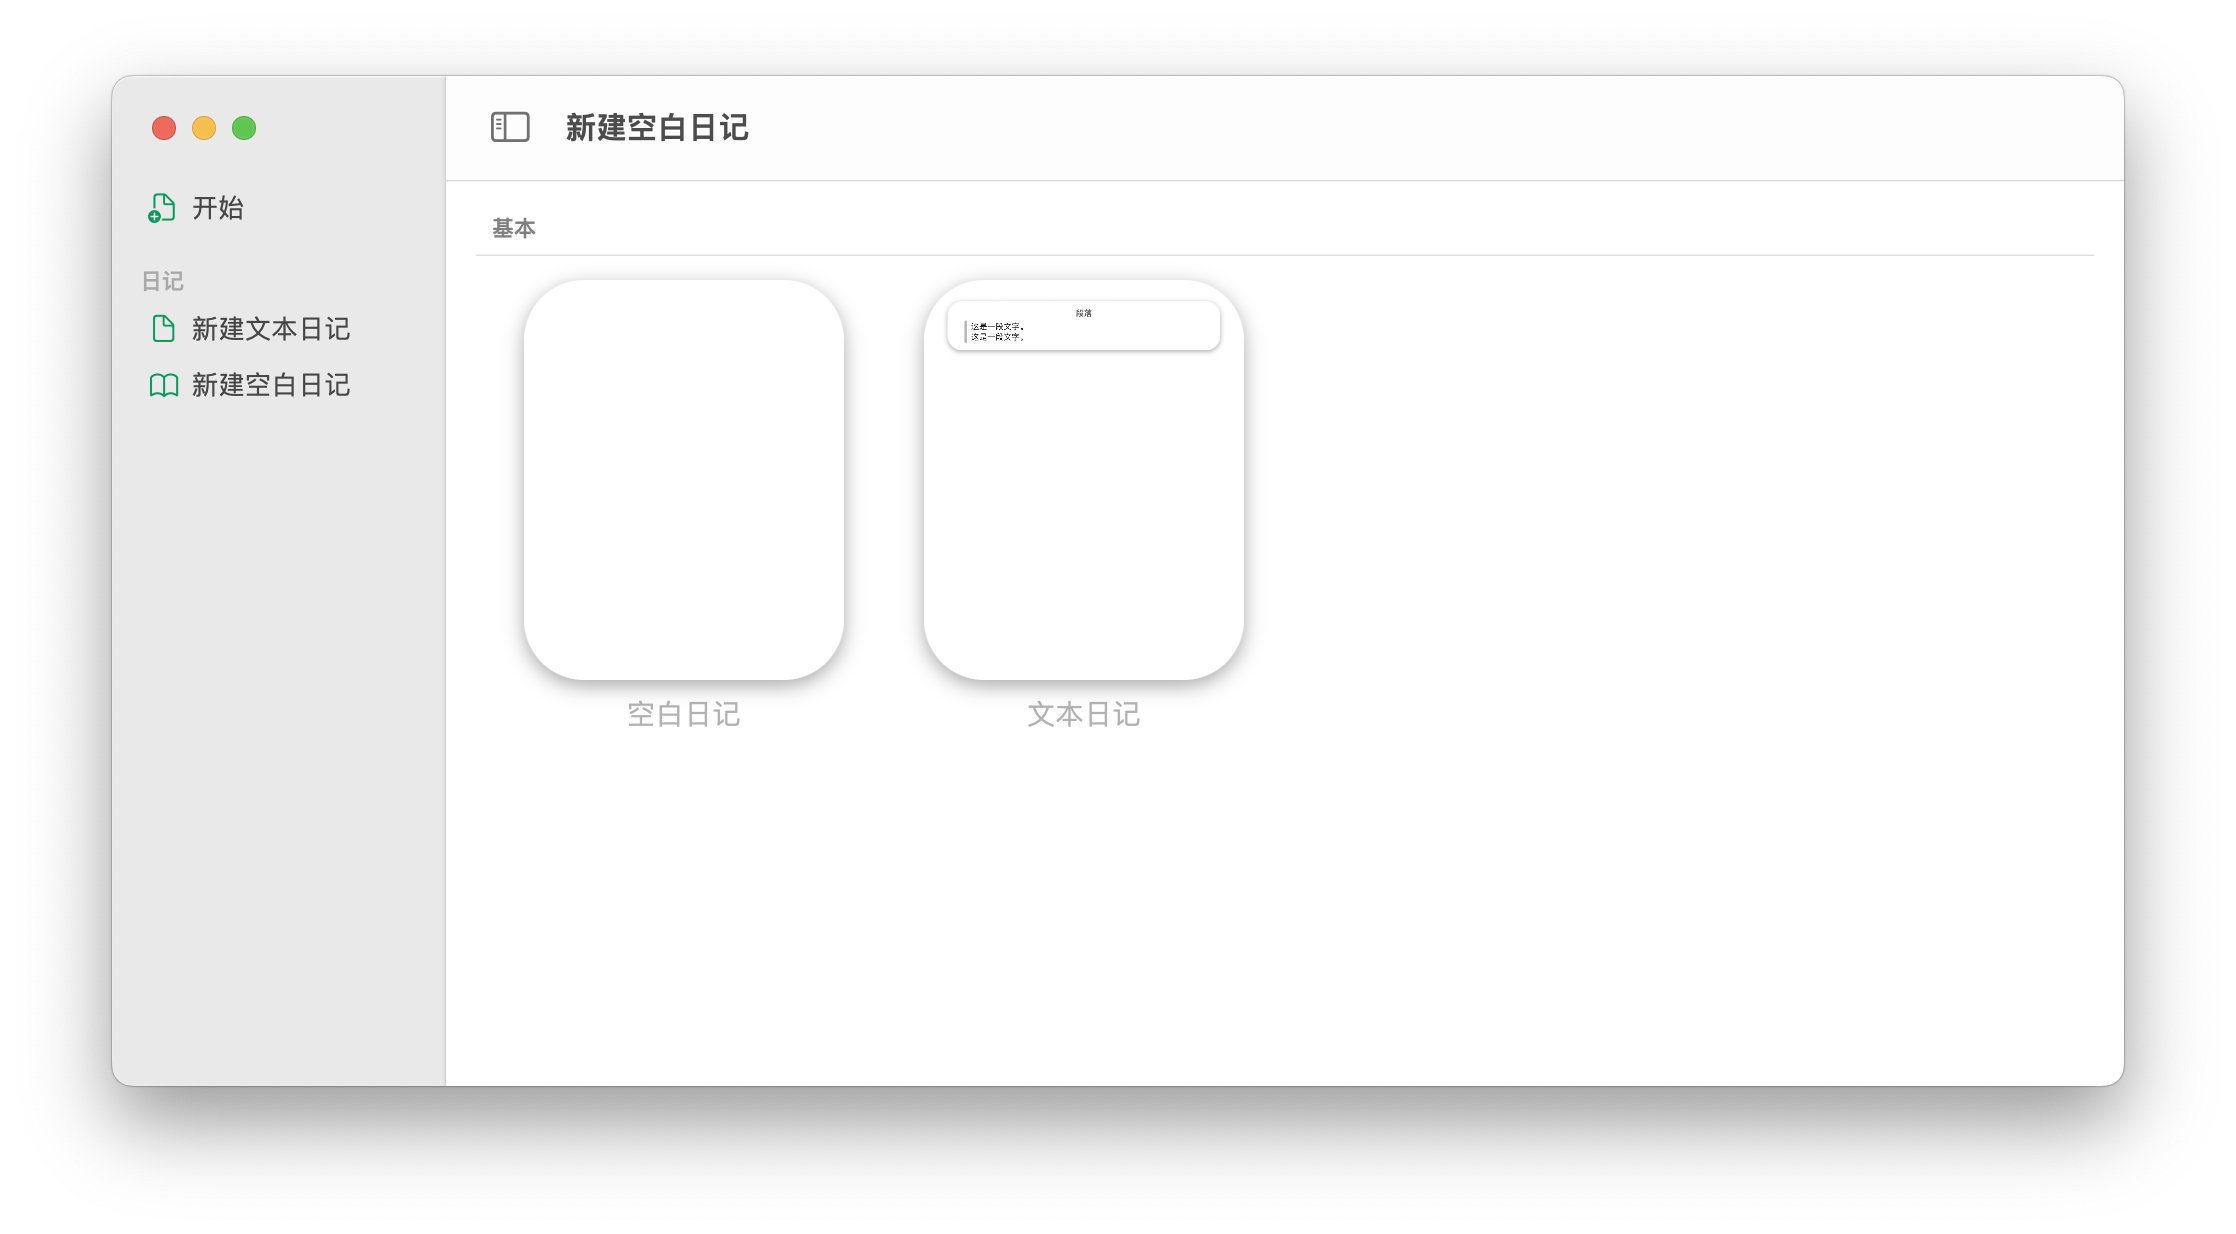 开始
日记
新建文本日记
新建空白日记
新建空白日记
基本
段落
这是一段文字。
这是一段文字。
空白日记
文本日记